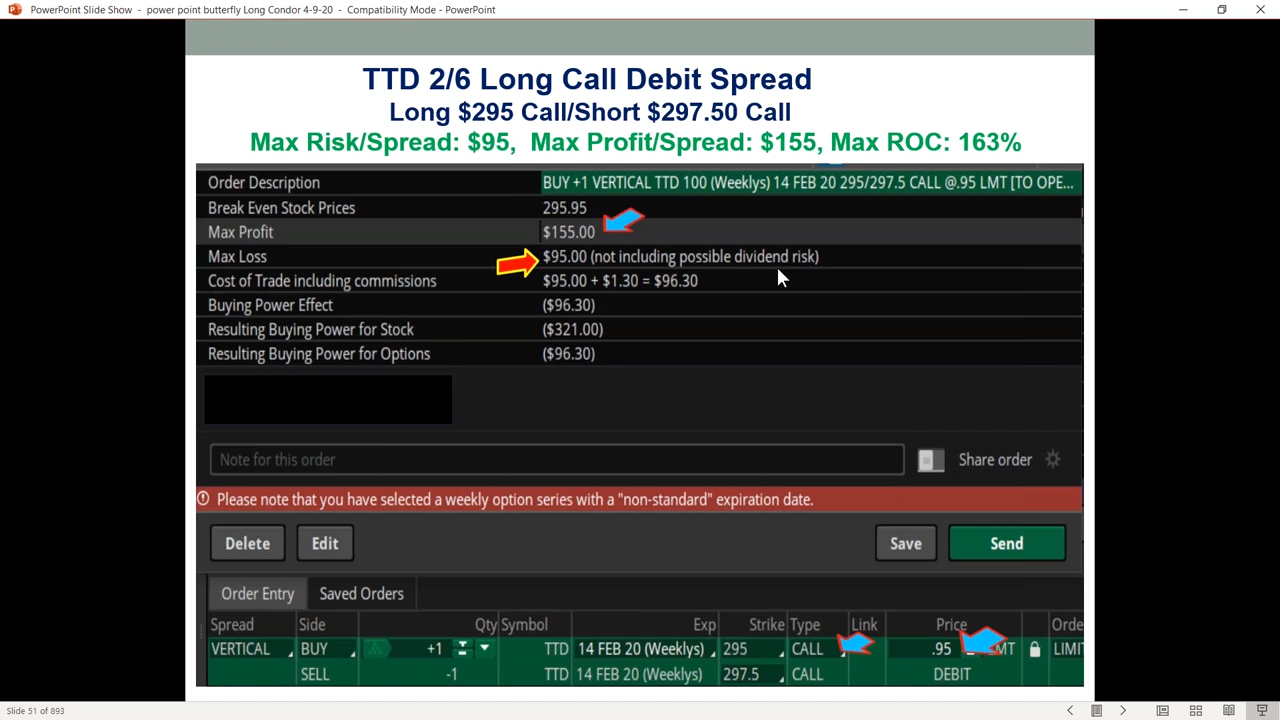 PowerPoint Slide Show - power point butterfly Long Condor 4-9-20 - Compatibility Mode - PowerPoint
TTD 2/6 Long Call Debit Spread
Long $295 Call/Short $297.50 Call
Max Risk/Spread: $95, Max Profit/Spread: $155, Max ROC: 163%
Order Description BUY +1 VERTICAL TTD 100 (Weeklys) 14 FEB 20 295/297.5 CALL @.95 LMT [TO OPE...
Break Even Stock Prices 295.95
Max Profit $155.00
Max Loss $95.00 (not including possible dividend risk)
Cost of Trade including commissions $95.00 + $1.30 = $96.30
Buying Power Effect ($96.30)
Resulting Buying Power for Stock ($321.00)
Resulting Buying Power for Options ($96.30)
Note for this order Share order
Please note that you have selected a weekly option series with a "non-standard" expiration date.
Delete Edit Save Send
Order Entry Saved Orders
Spread Side Qty Symbol Exp Strike Type Link Price Orde
VERTICAL BUY +1 TTD 14 FEB 20 (Weeklys) 295 CALL .95 MT LIMI
SELL -1 TTD 14 FEB 20 (Weeklys) 297.5 CALL DEBIT
Slide 51 of 893